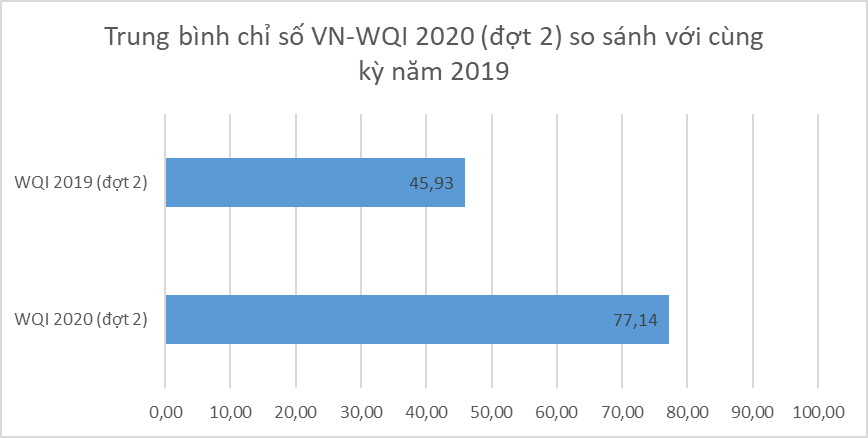 Trung bình chỉ số VN-WQI 2020 (đợt 2) so sánh với cùng
kỳ năm 2019
WQI 2019 (đợt 2)
45,93
WQI 2020 (đợt 2)
77,14
0,00 10,00 20,00 30,00 40,00 50,00 60,00 70,00 80,00 90,00 100,00